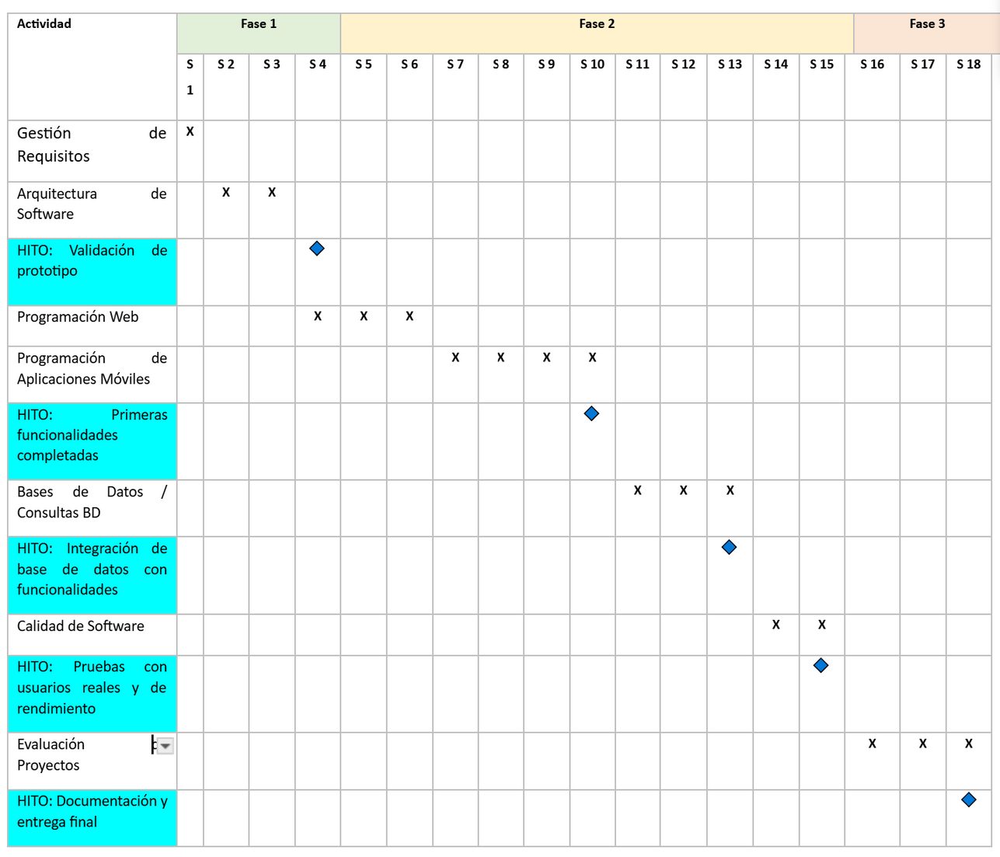 Actividad Fase 1 Fase 2 Fase 3
S 1 S 2 S 3 S 4 S 5 S 6 S 7 S 8 S 9 S 10 S 11 S 12 S 13 S 14 S 15 S 16 S 17 S 18
Gestión de X
Requisitos
Arquitectura de X X
Software
HITO: Validación de
prototipo
Programación Web X X X
Programación de X X X X
Aplicaciones Móviles
HITO: Primeras
funcionalidades
completadas
Bases de Datos / X X X
Consultas BD
HITO: Integración de
base de datos con
funcionalidades
Calidad de Software X X
HITO: Pruebas con
usuarios reales y de
rendimiento
Evaluación X X X
Proyectos
HITO: Documentación y
entrega final